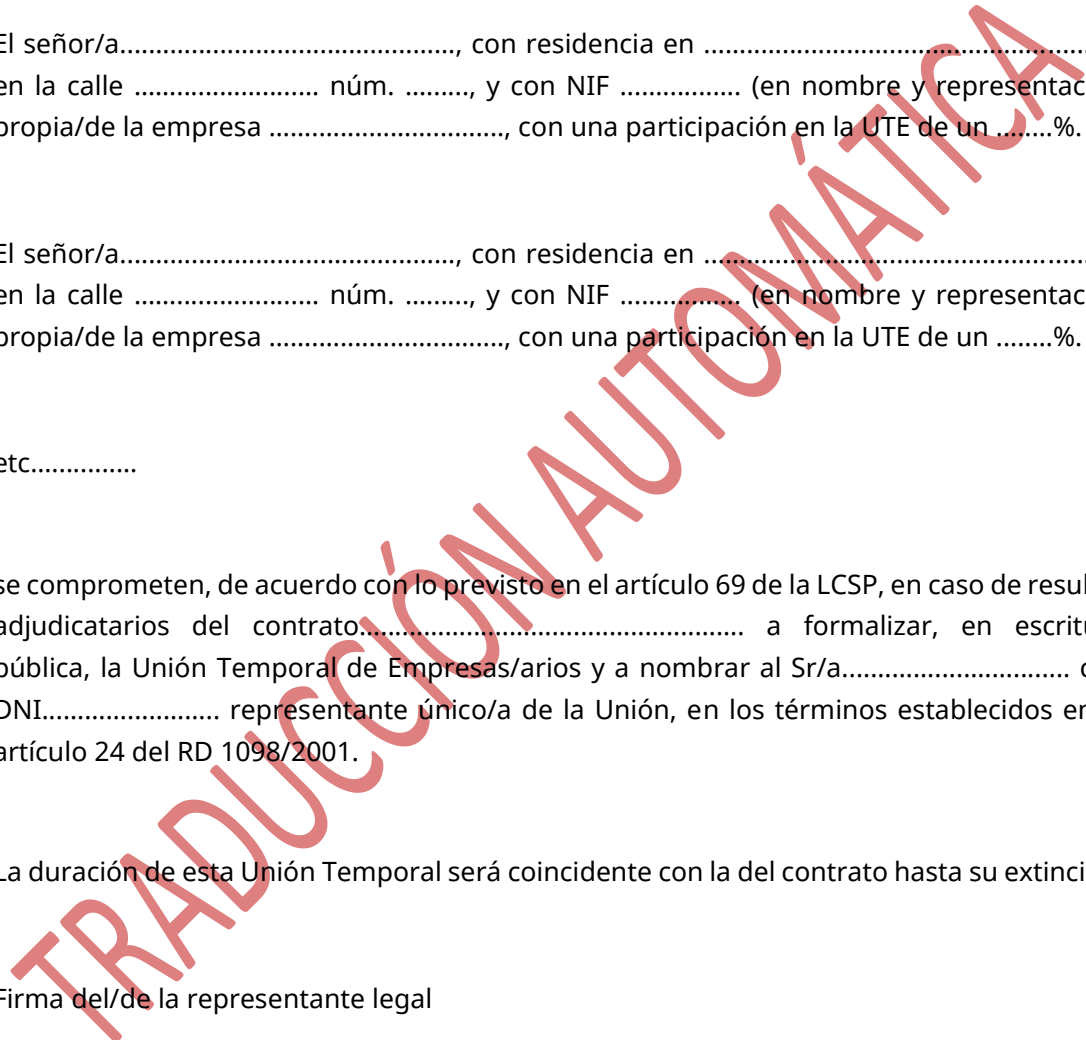 El señor/a..............................................., con residencia en ......................................................
en la calle .......................... núm. ........., y con NIF ................. (en nombre y representac
propia/de la empresa ................................., con una participación en la UTE de un ........%.
El señor/a..............................................., con residencia en ......................................................
en la calle .......................... núm. ........., y con NIF ................. (en nombre y representac
propia/de la empresa ................................., con una participación en la UTE de un ........%.
etc...............
se comprometen, de acuerdo con lo previsto en el artículo 69 de la LCSP, en caso de resul
adjudicatarios del contrato...................................................... a formalizar, en escritu
pública, la Unión Temporal de Empresas/arios y a nombrar al Sr/a................................
DNI......................... representante único/a de la Unión, en los términos establecidos en
artículo 24 del RD 1098/2001.
La duración de esta Unión Temporal será coincidente con la del contrato hasta su extinci
Firma del/de la representante legal
TRADUCCIÓN AUTOMÁTICA